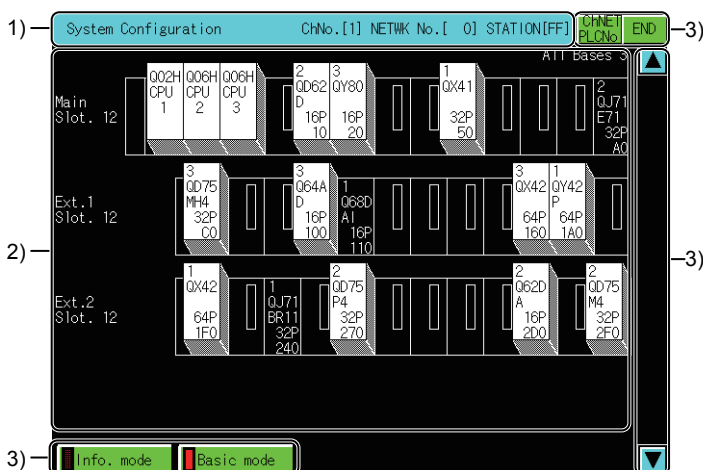 1)
System Configuration ChNo.[1] NETWK No.[ 0] STATION[FF]
ChNET
PLCNo
END
3)
All Bases 3
Main
Slot. 12
Q02H
CPU
1
Q06H
CPU
2
Q06H
CPU
3
2
QD62
D
16P
10
3
QY80
16P
20
1
QX41
32P
50
2
QJ71
E71
32P
A0
2)
Ext.1
Slot. 12
3
QD75
MH4
32P
C0
3
Q64A
D
16P
100
1
Q68D
AI
16P
110
3
QX42
64P
160
1
QY42
P
64P
1A0
3)
Ext.2
Slot. 12
1
QX42
64P
1F0
1
QJ71
BR11
32P
240
2
QD75
P4
32P
270
2
Q62D
A
16P
2D0
2
QD75
M4
32P
2F0
3)
Info. mode
Basic mode